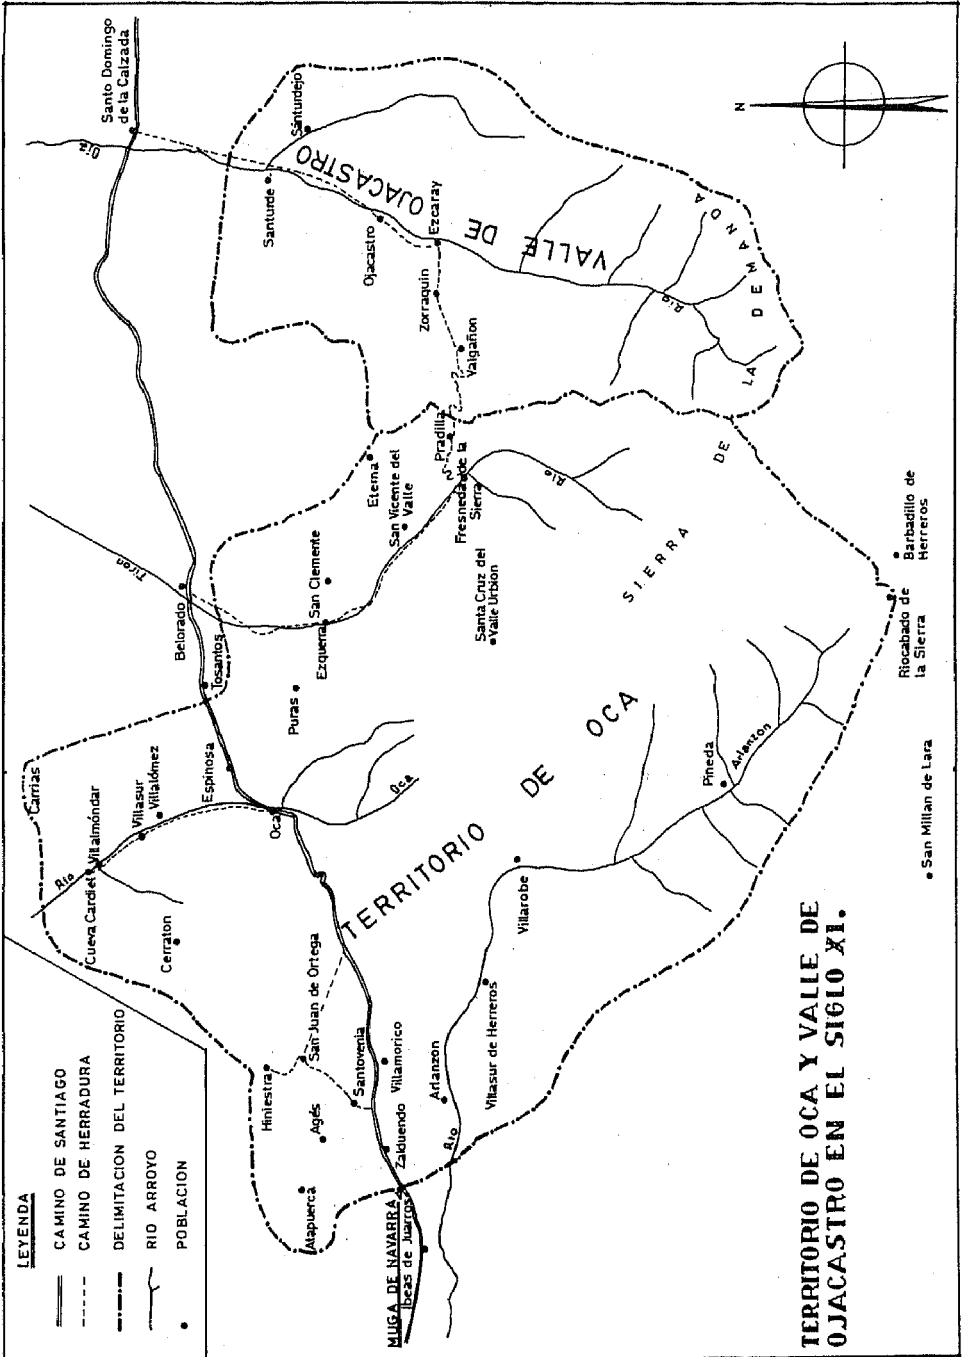 LEYENDA
CAMINO DE SANTIAGO
CAMINO DE HERRADURA
DELIMITACION DEL TERRITORIO
RIO ARROYO
POBLACION
Santo Domingo
de la Calzada
Oja
Santurdejo
Santurde
VALLE DE OJACASTRO
Ojacastro
Ezcaray
Zorraquin
Valgañon
Rio
N
SIERRA DE LA DEMANDA
Pradilla
Eterna
San Vicente del
Valle
Fresneda de la
Sierra
Rio
Tiron
San Clemente
Ezquerra
Santa Cruz del
Valle Urbion
Belorado
Tosantos
Puras
Espinosa
Carrias
Villalmóndar
Villasur
Villalómez
Oca
Oca
Rio
Cueva Cardiel
Cerraton
TERRITORIO DE OCA
Pineda
Arlanzon
Villarobe
Villasur de Herreros
San Juan de Ortega
Hiniestra
Santovenia
Villamorico
Agés
Zalduendo
Arlanzon
Rio
Atapuerca
MUGA DE NAVARRA
Ibeas de Juarros
Barbadillo de
Herreros
Riocabado de
la Sierra
San Millan de Lara
TERRITORIO DE OCA Y VALLE DE
OJACASTRO EN EL SIGLO XI.